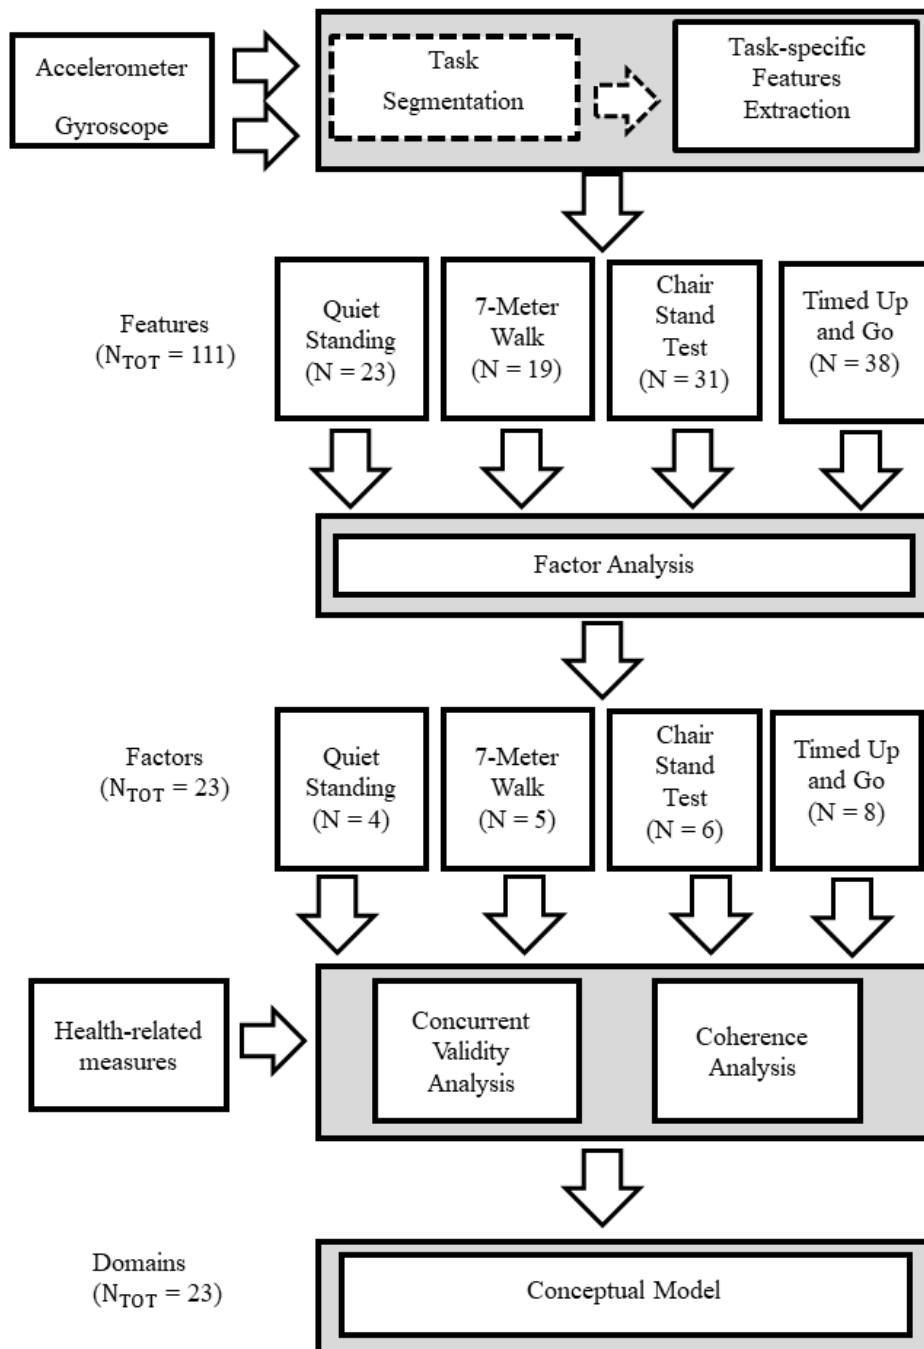 Accelerometer
Gyroscope
Task
Segmentation
Task-specific
Features
Extraction
Features
(N_TOT = 111)
Quiet
Standing
(N = 23)
7-Meter
Walk
(N = 19)
Chair
Stand
Test
(N = 31)
Timed Up
and Go
(N = 38)
Factor Analysis
Factors
(N_TOT = 23)
Quiet
Standing
(N = 4)
7-Meter
Walk
(N = 5)
Chair
Stand
Test
(N = 6)
Timed Up
and Go
(N = 8)
Health-related
measures
Concurrent
Validity
Analysis
Coherence
Analysis
Domains
(N_TOT = 23)
Conceptual Model